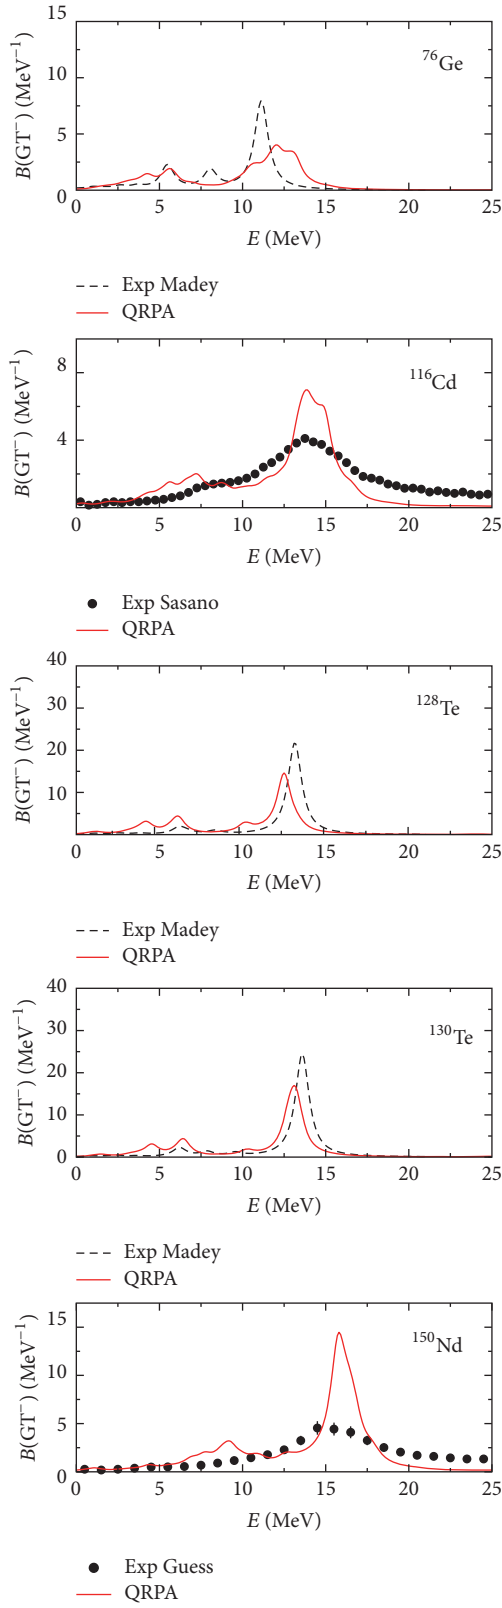 15
10
5
0
B(GT⁻) (MeV⁻¹)
⁷⁶Ge
0 5 10 15 20 25
E (MeV)
Exp Madey
QRPA
8
4
B(GT⁻) (MeV⁻¹)
¹¹⁶Cd
0 5 10 15 20 25
E (MeV)
Exp Sasano
QRPA
40
30
20
10
B(GT⁻) (MeV⁻¹)
¹²⁸Te
0 5 10 15 20 25
E (MeV)
Exp Madey
QRPA
40
30
20
10
0
B(GT⁻) (MeV⁻¹)
¹³⁰Te
0 5 10 15 20 25
E (MeV)
Exp Madey
QRPA
15
10
5
0
B(GT⁻) (MeV⁻¹)
¹⁵⁰Nd
0 5 10 15 20 25
E (MeV)
Exp Guess
QRPA